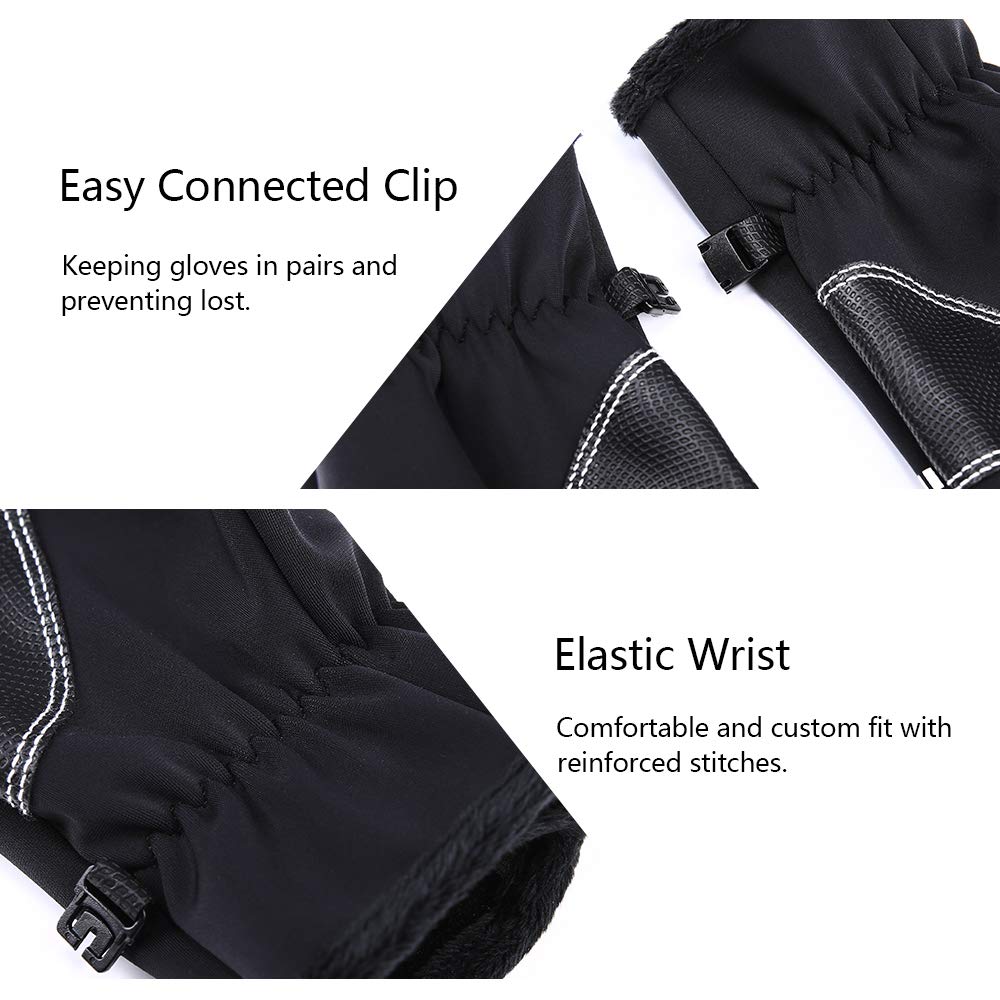 Easy Connected Clip
Keeping gloves in pairs and
preventing lost.
Elastic Wrist
Comfortable and custom fit with
reinforced stitches.